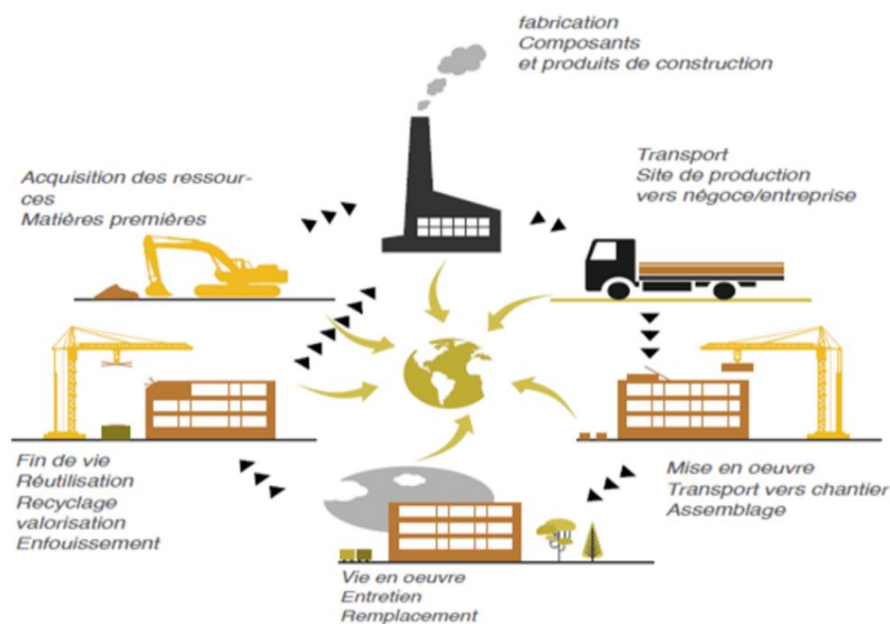 fabrication
Composants
et produits de construction
Acquisition des ressour-
ces
Matières premières
Transport
Site de production
vers négoce/entreprise
Fin de vie
Réutilisation
Recyclage
valorisation
Enfouissement
Mise en oeuvre
Transport vers chantier
Assemblage
Vie en oeuvre
Entretien
Remplacement